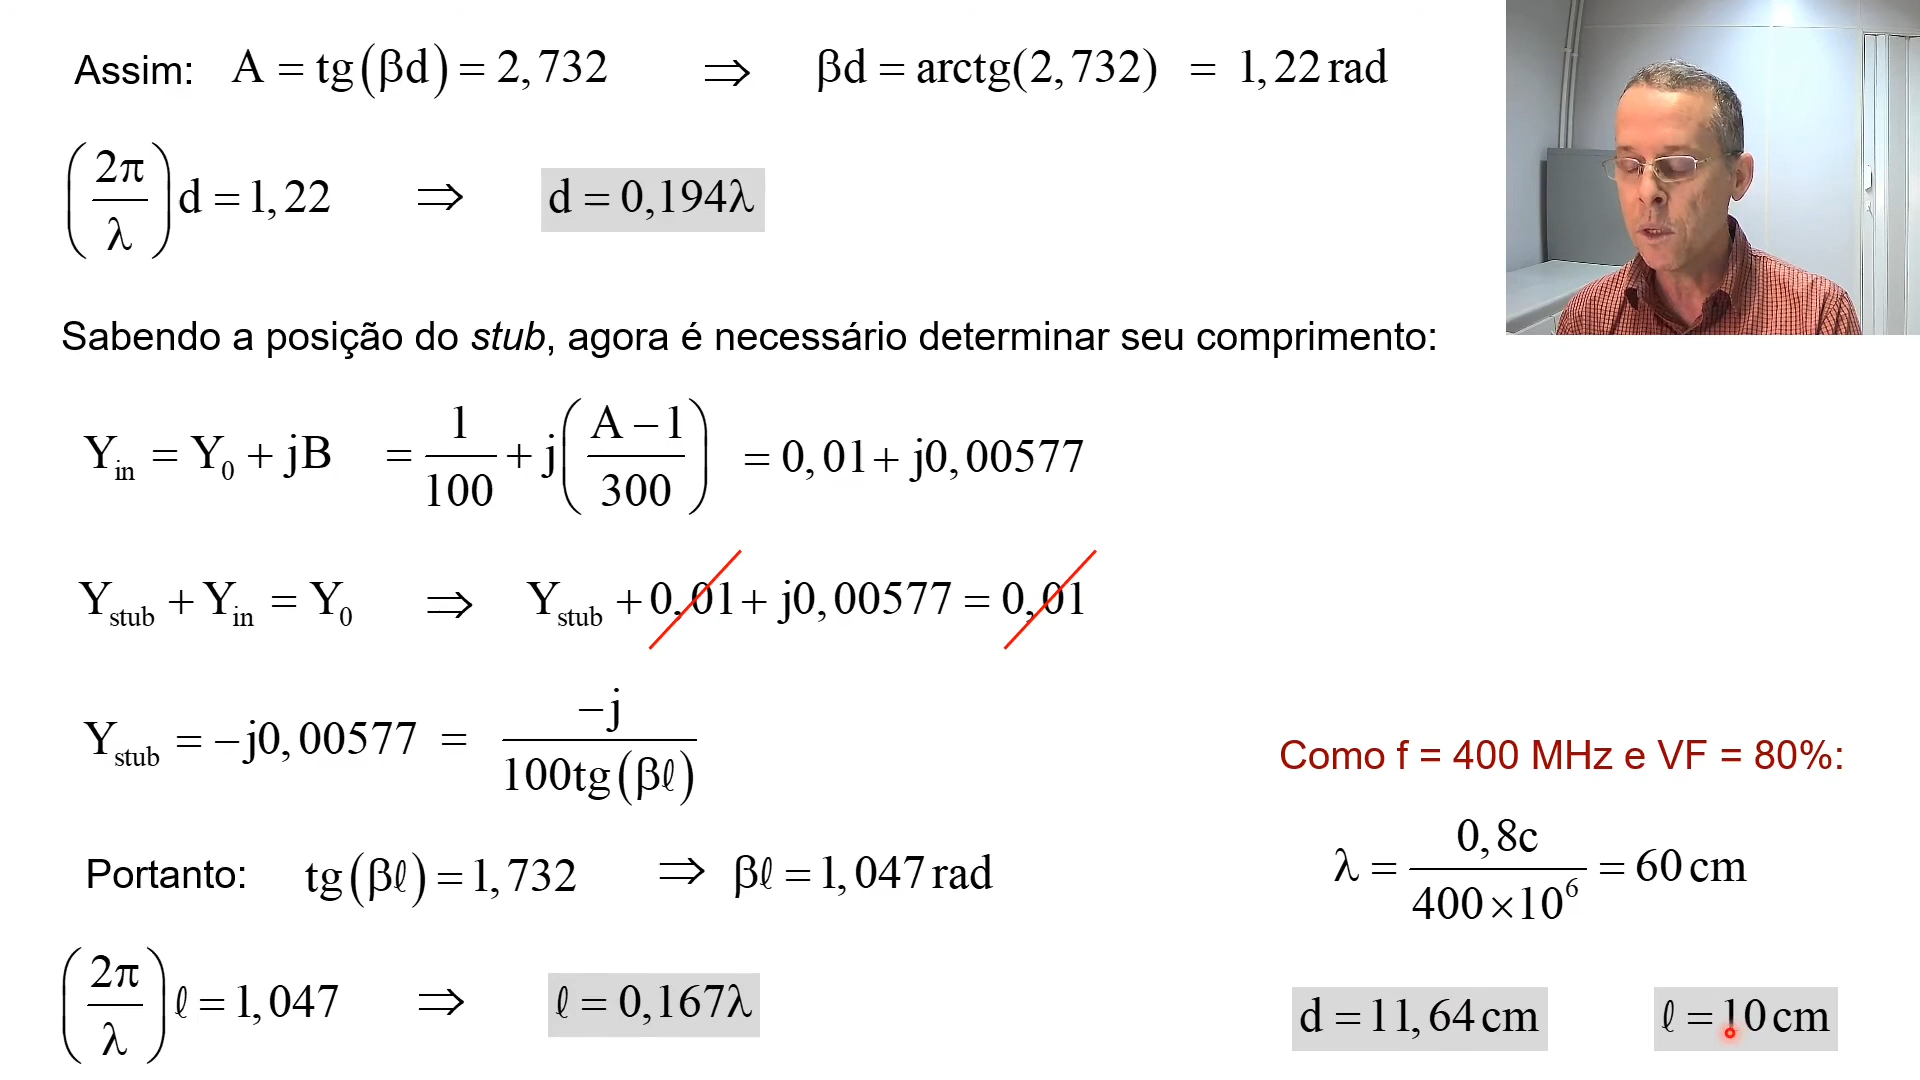 Assim: A = tg(βd) = 2,732 ⇒ βd = arctg(2,732) = 1,22 rad
(2π/λ)d = 1,22 ⇒ d = 0,194λ
Sabendo a posição do stub, agora é necessário determinar seu comprimento:
Y_in = Y_0 + jB = 1/100 + j((A − 1)/300) = 0,01 + j0,00577
Y_stub + Y_in = Y_0 ⇒ Y_stub + 0,01 + j0,00577 = 0,01
Y_stub = −j0,00577 = −j/(100tg(βℓ))
Como f = 400 MHz e VF = 80%:
Portanto: tg(βℓ) = 1,732 ⇒ βℓ = 1,047 rad
λ = 0,8c/(400×10⁶) = 60 cm
(2π/λ)ℓ = 1,047 ⇒ ℓ = 0,167λ
d = 11,64 cm ℓ = 10 cm